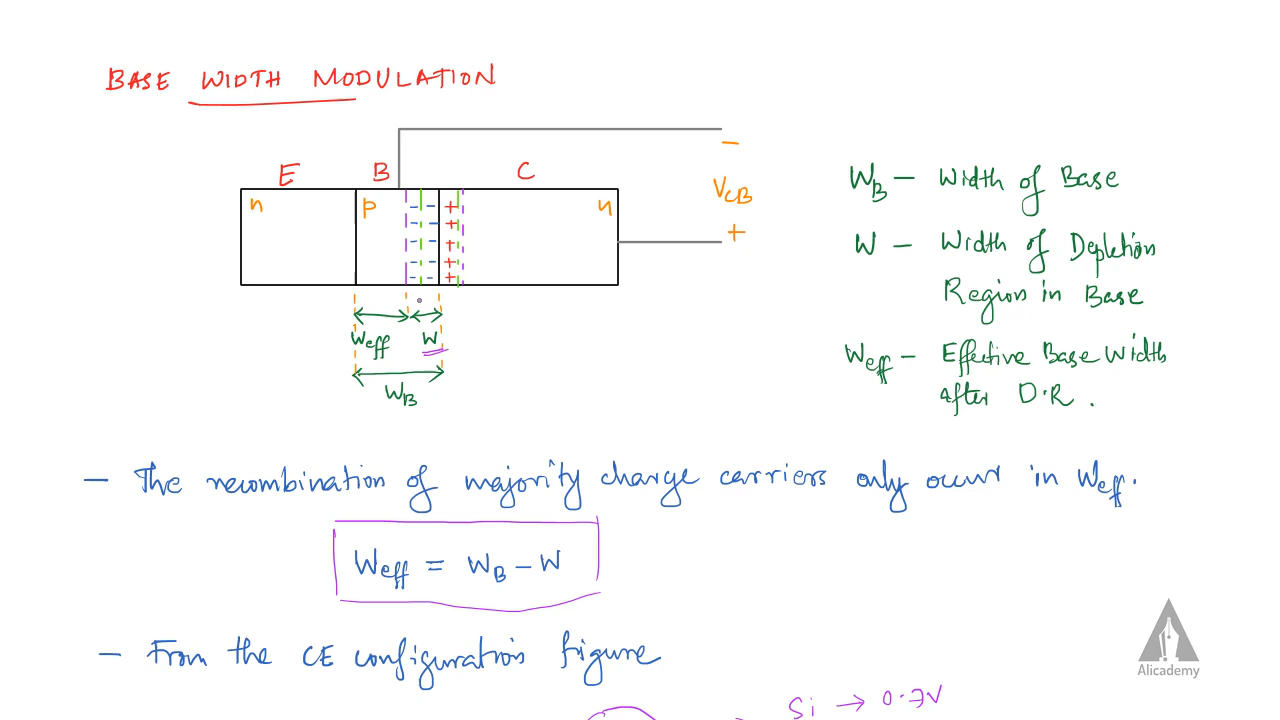 BASE WIDTH MODULATION
E B C
n p n
- - + 
- - +
- - +
- - +
- - +
−
VCB
+
Weff W
WB
WB − Width of Base
W − Width of Depletion
Region in Base
Weff − Effective Base Width
after D.R.
− The recombination of majority charge carriers only occur in Weff.
Weff = WB − W
− From the CE configuration figure
Si → 0.7V
Alicademy